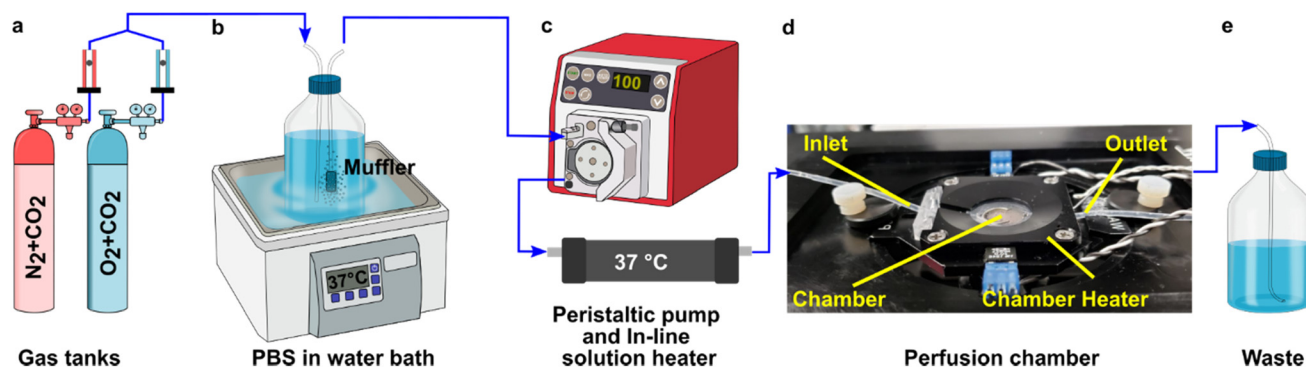 a
b
c
d
e
N2+CO2
O2+CO2
Muffler
37°C
100
37 °C
Inlet
Outlet
Chamber
Chamber Heater
Gas tanks
PBS in water bath
Peristaltic pump
and In-line
solution heater
Perfusion chamber
Waste